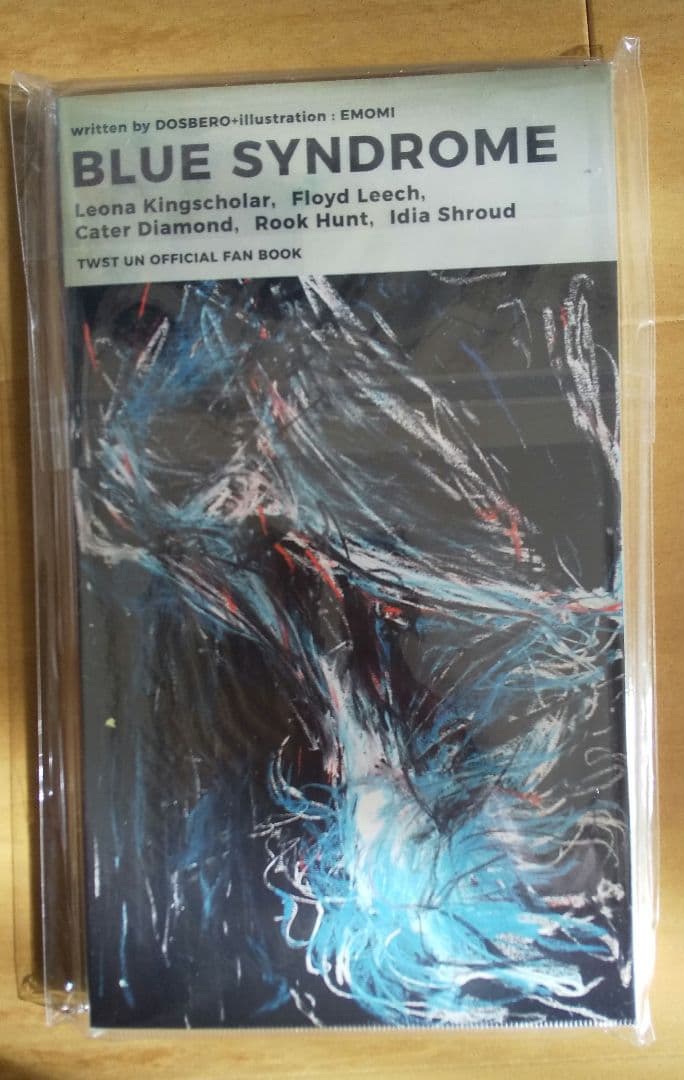 written by DOSBERO+illustration : EMOMI
BLUE SYNDROME
Leona Kingscholar, Floyd Leech,
Cater Diamond, Rook Hunt, Idia Shroud
TWST UN OFFICIAL FAN BOOK